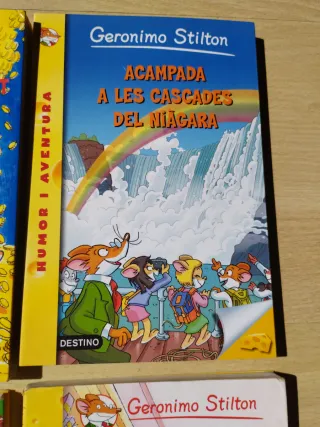 Geronimo Stilton
ACAMPADA
A LES CASCADES
DEL NIÀGARA
HUMOR I AVENTURA
DESTINO
Geronimo Stilton